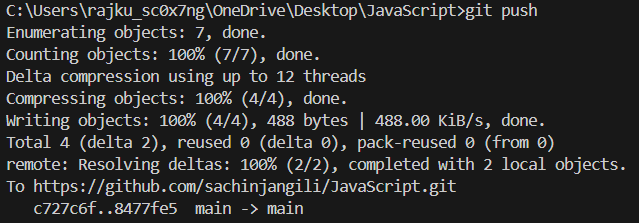 C:\Users\rajku_sc0x7ng\OneDrive\Desktop\JavaScript>git push
Enumerating objects: 7, done.
Counting objects: 100% (7/7), done.
Delta compression using up to 12 threads
Compressing objects: 100% (4/4), done.
Writing objects: 100% (4/4), 488 bytes | 488.00 KiB/s, done.
Total 4 (delta 2), reused 0 (delta 0), pack-reused 0 (from 0)
remote: Resolving deltas: 100% (2/2), completed with 2 local objects.
To https://github.com/sachinjangili/JavaScript.git
   c727c6f..8477fe5  main -> main